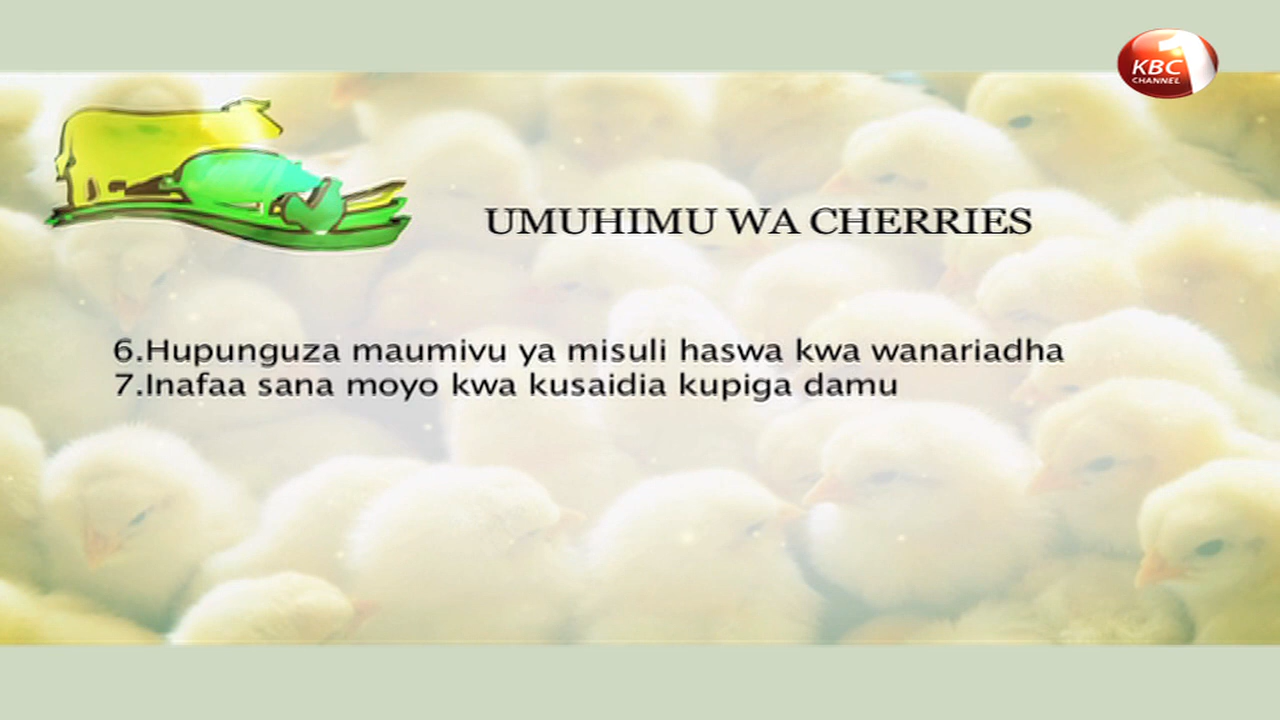 KBC 1
CHANNEL
UMUHIMU WA CHERRIES
6.Hupunguza maumivu ya misuli haswa kwa wanariadha
7.Inafaa sana moyo kwa kusaidia kupiga damu